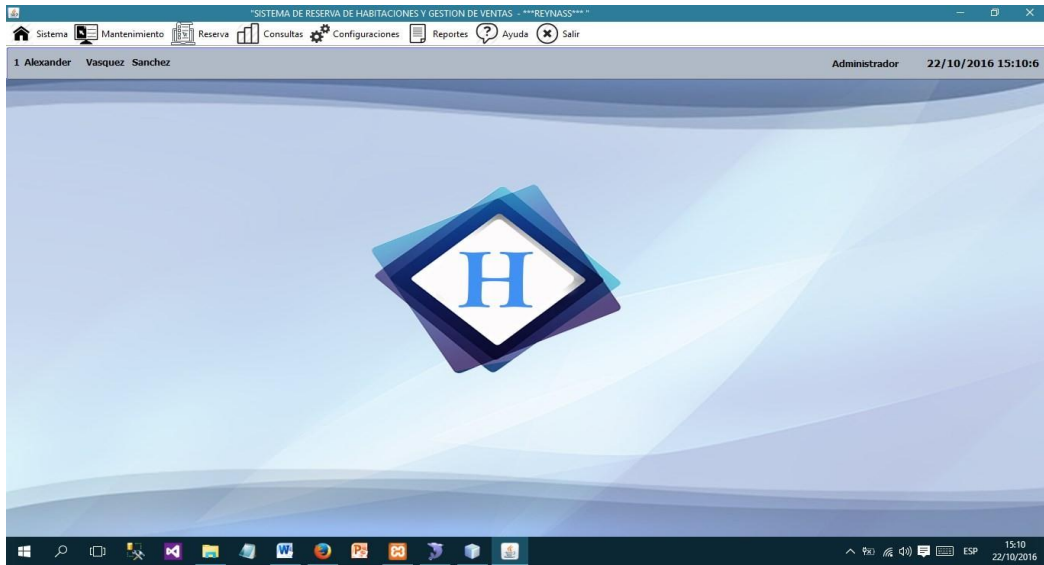 "SISTEMA DE RESERVA DE HABITACIONES Y GESTION DE VENTAS - ***REYNASS*** "
Sistema Mantenimiento Reserva Consultas Configuraciones Reportes ? Ayuda Salir
1 Alexander Vasquez Sanchez Administrador 22/10/2016 15:10:6
H
ESP 15:10
22/10/2016